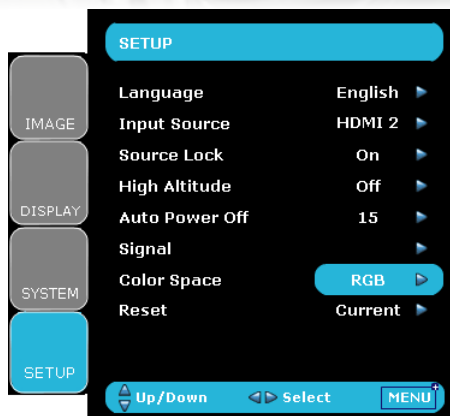 SETUP
Language English
IMAGE
Input Source HDMI 2
Source Lock On
High Altitude Off
DISPLAY
Auto Power Off 15
Signal
Color Space RGB
SYSTEM
Reset Current
SETUP
Up/Down Select MENU